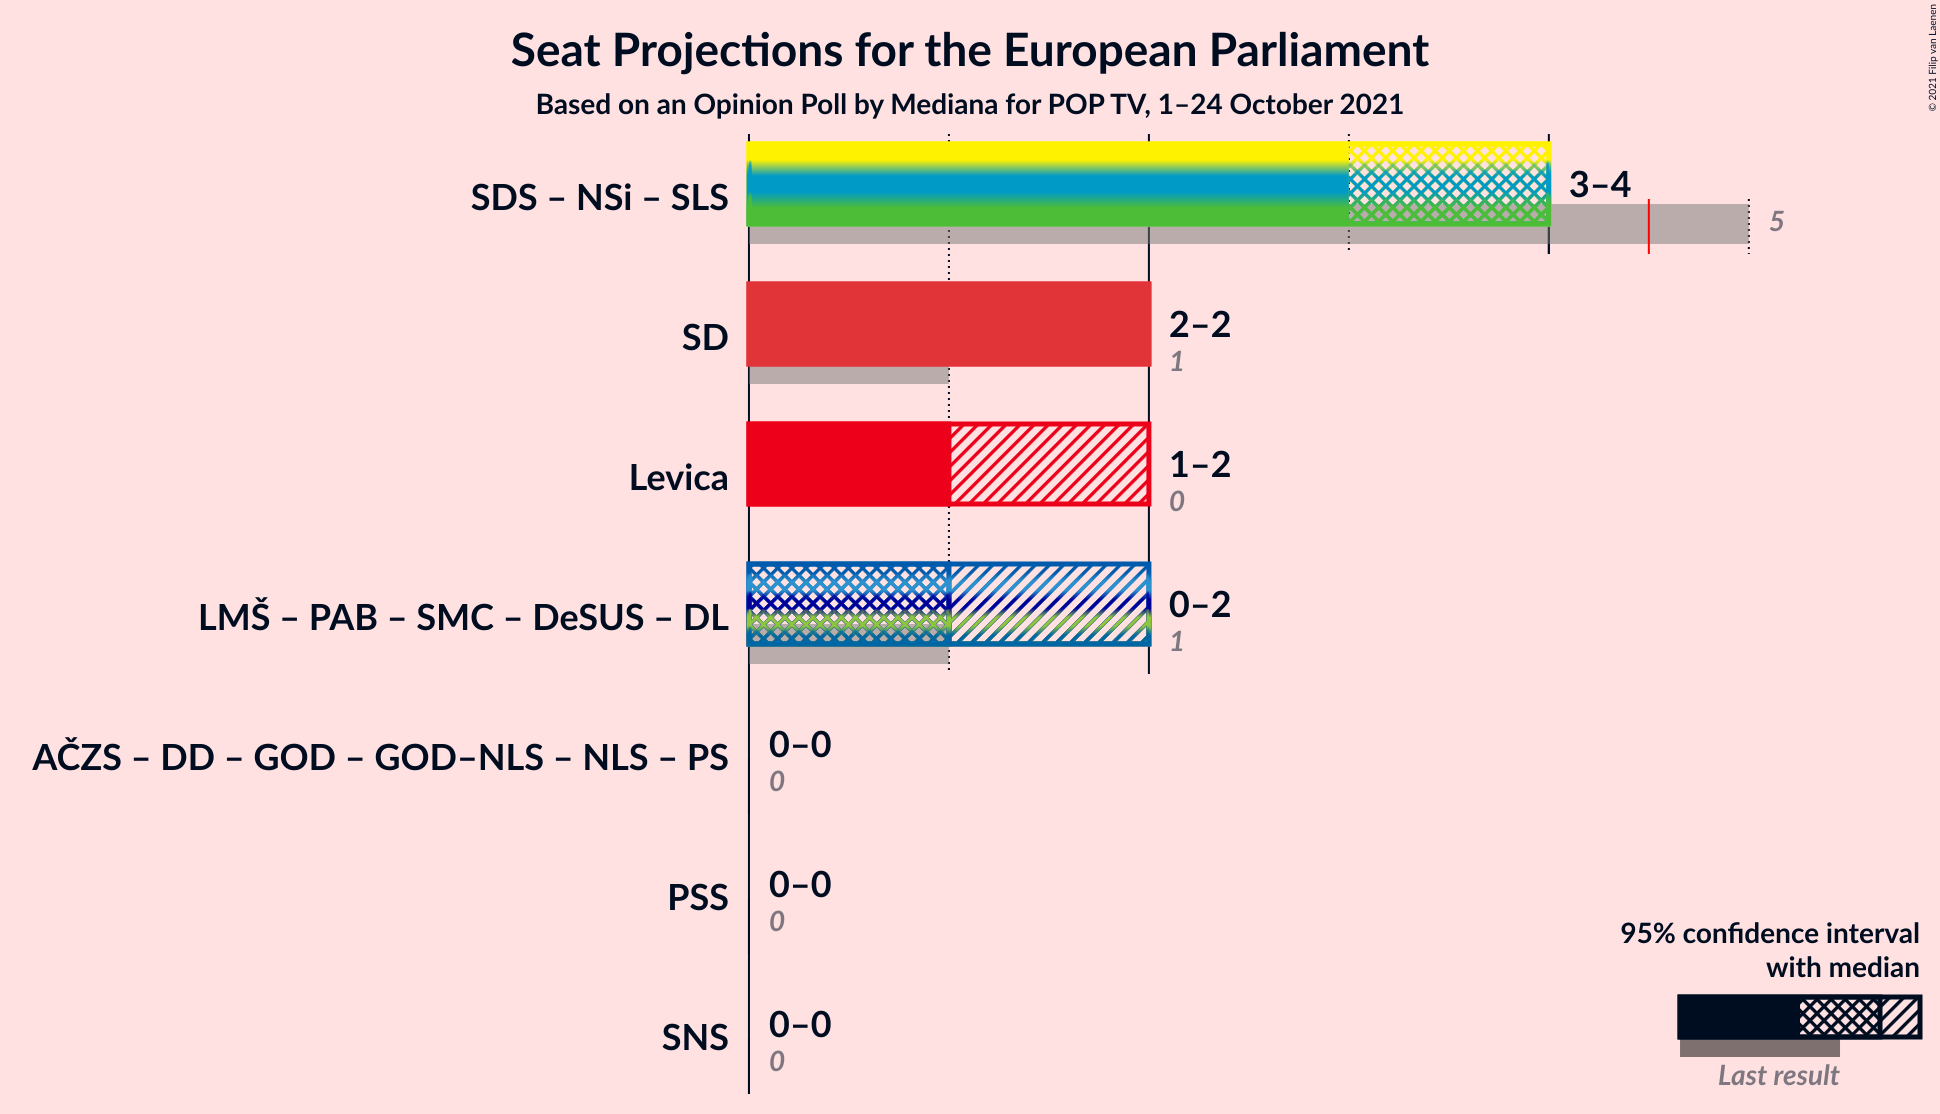 Seat Projections for the European Parliament
Based on an Opinion Poll by Mediana for POP TV, 1–24 October 2021
© 2021 Filip van Laenen
SDS – NSi – SLS
3–4
5
SD
2–2
1
Levica
1–2
0
LMŠ – PAB – SMC – DeSUS – DL
0–2
1
AČZS – DD – GOD – GOD–NLS – NLS – PS
0–0
0
PSS
0–0
0
SNS
0–0
0
95% confidence interval
with median
Last result